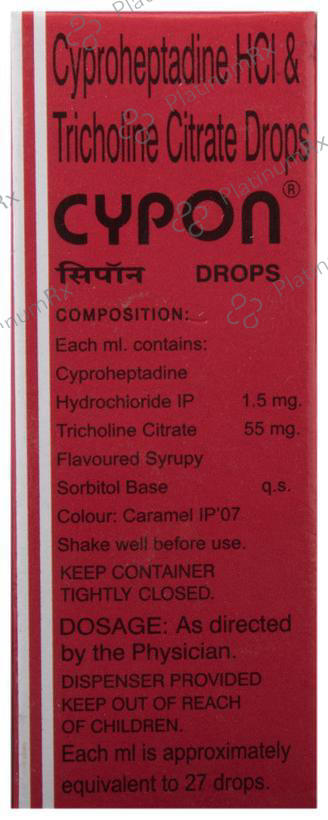 Cyproheptadine HCl &
Tricholine Citrate Drops
CYPON®
सिपॉन DROPS
COMPOSITION:
Each ml. contains:
Cyproheptadine
Hydrochloride IP 1.5 mg.
Tricholine Citrate 55 mg.
Flavoured Syrupy
Sorbitol Base q.s.
Colour: Caramel IP'07
Shake well before use.
KEEP CONTAINER
TIGHTLY CLOSED.
DOSAGE: As directed
by the Physician.
DISPENSER PROVIDED
KEEP OUT OF REACH
OF CHILDREN.
Each ml is approximately
equivalent to 27 drops.
PlatinumRx